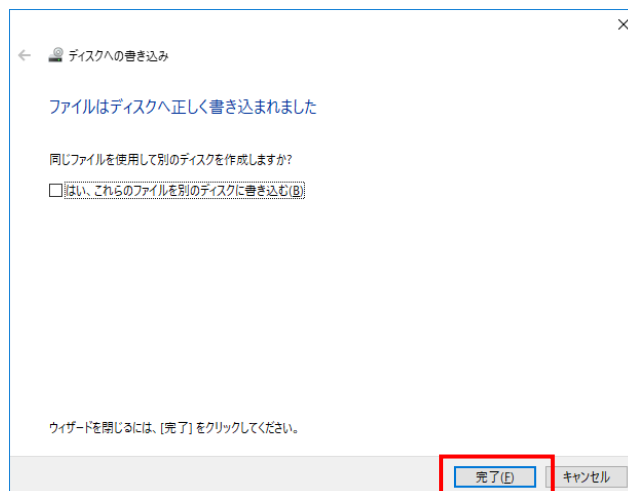 ディスクへの書き込み
ファイルはディスクへ正しく書き込まれました
同じファイルを使用して別のディスクを作成しますか?
はい、これらのファイルを別のディスクに書き込む(B)
ウィザードを閉じるには、[完了] をクリックしてください。
完了(F) キャンセル